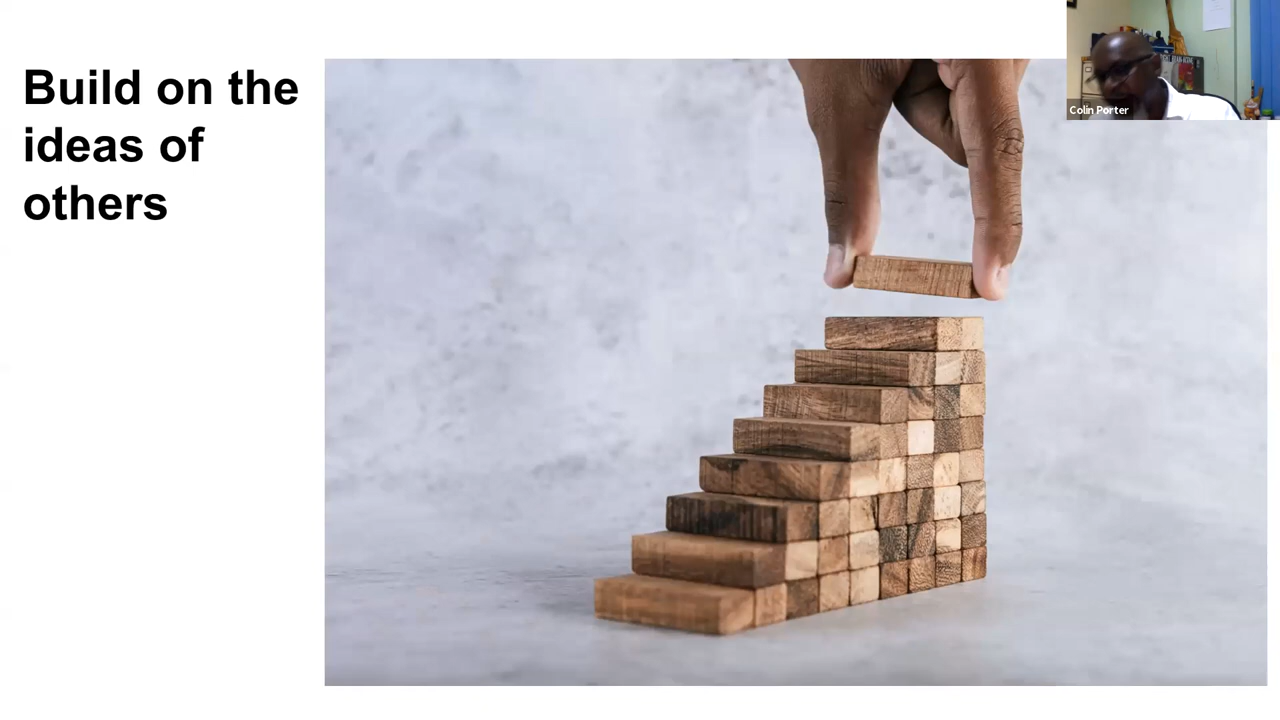 Build on the
ideas of
others
Colin Porter